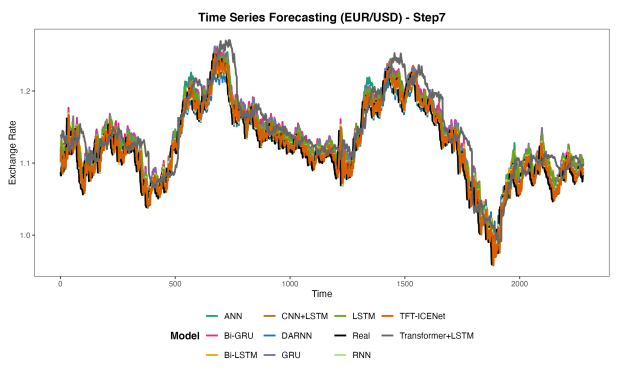 Time Series Forecasting (EUR/USD) - Step7
Exchange Rate
1.2
1.1
1.0
0 500 1000 1500 2000
Time
Model
ANN CNN+LSTM LSTM TFT-ICENet
Bi-GRU DARNN Real Transformer+LSTM
Bi-LSTM GRU RNN